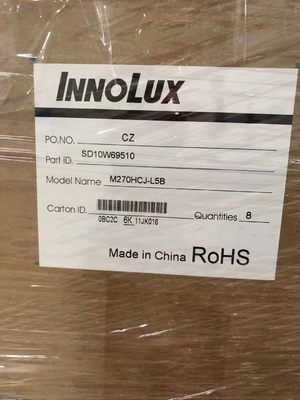 INNOLUX
PO.NO. CZ
Part ID. SD10W69510
Model Name M270HCJ-L5B
Carton ID. Quantities 8
0BC2C 6K 11JK016
Made in China RoHS